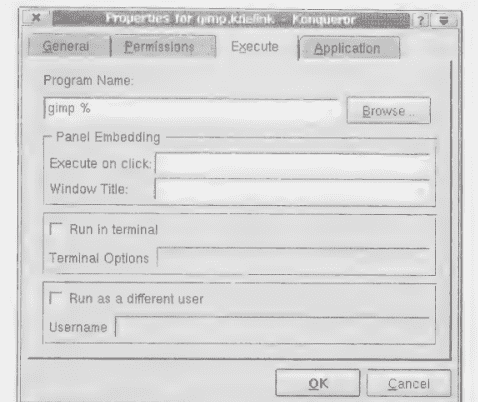 Properties for gimp.kdelnk - Konqueror
General Permissions Execute Application
Program Name:
gimp %
Browse...
Panel Embedding
Execute on click:
Window Title:
Run in terminal
Terminal Options
Run as a different user
Username
OK Cancel